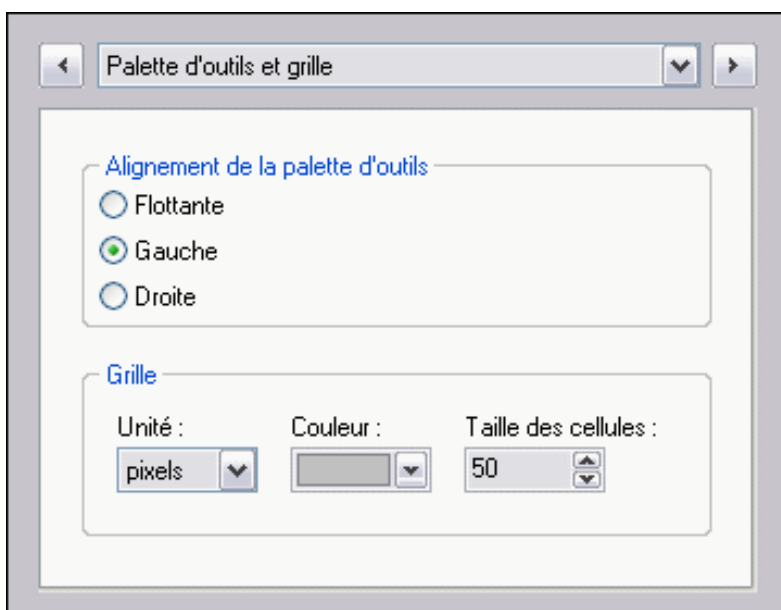 Palette d'outils et grille
Alignement de la palette d'outils
Flottante
Gauche
Droite
Grille
Unité : Couleur : Taille des cellules :
pixels 50